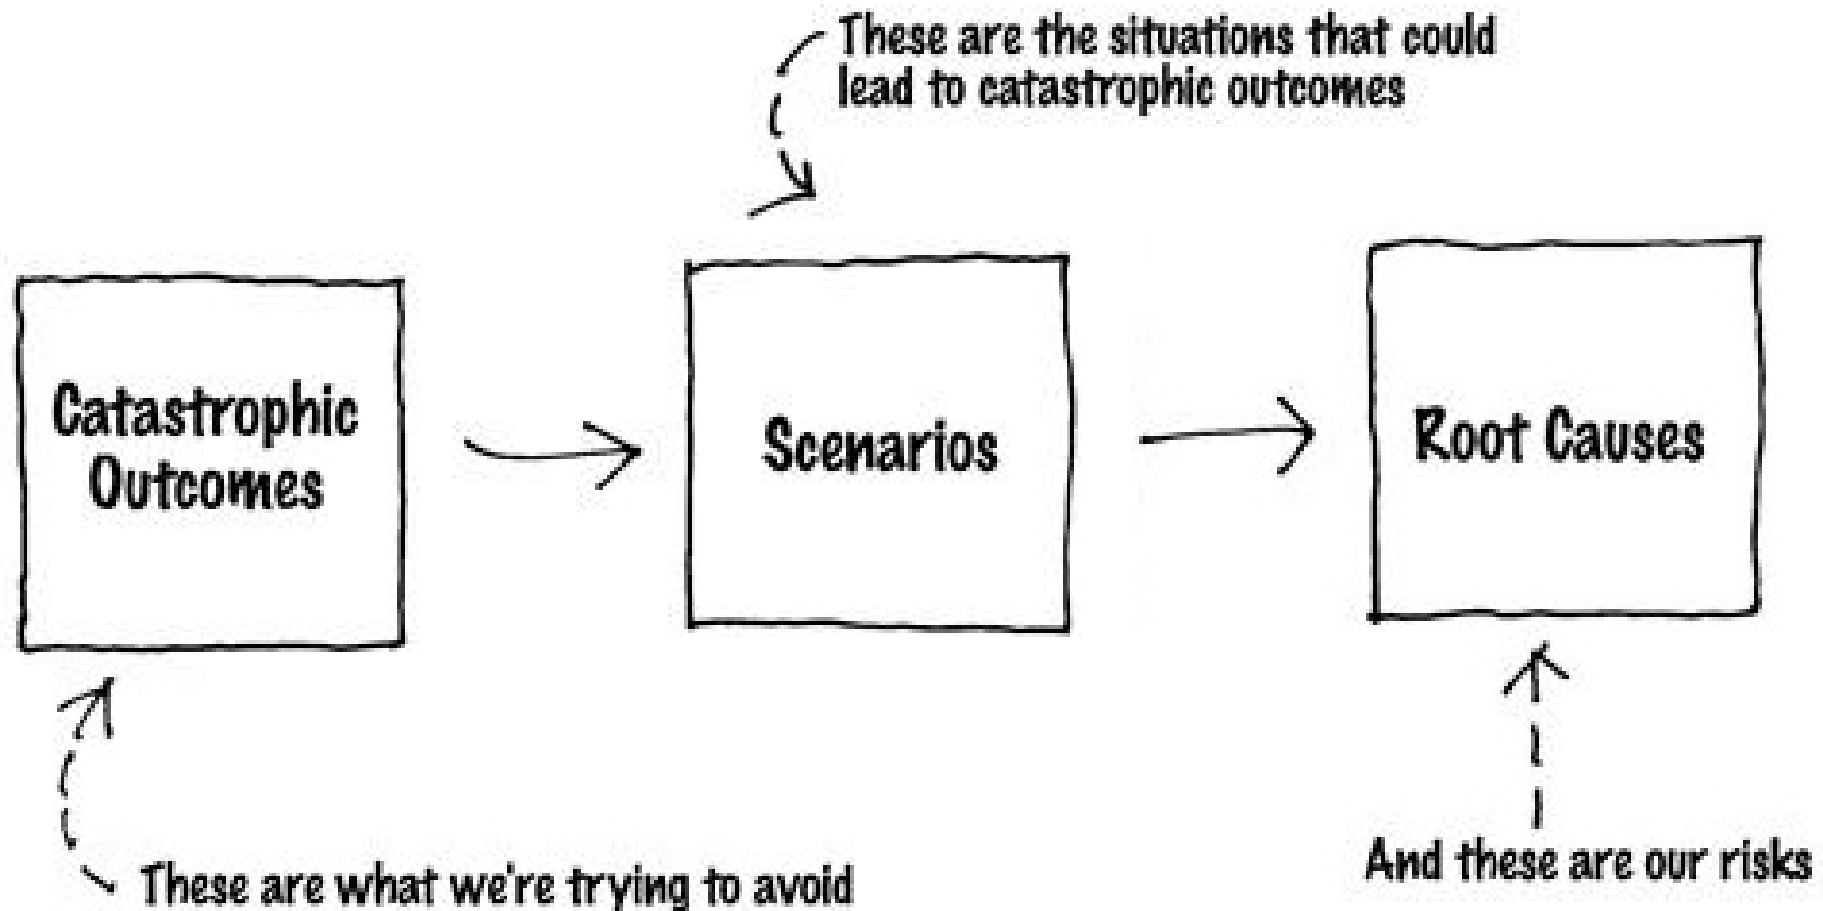 These are the situations that could
lead to catastrophic outcomes
Catastrophic
Outcomes
Scenarios
Root Causes
These are what we're trying to avoid
And these are our risks